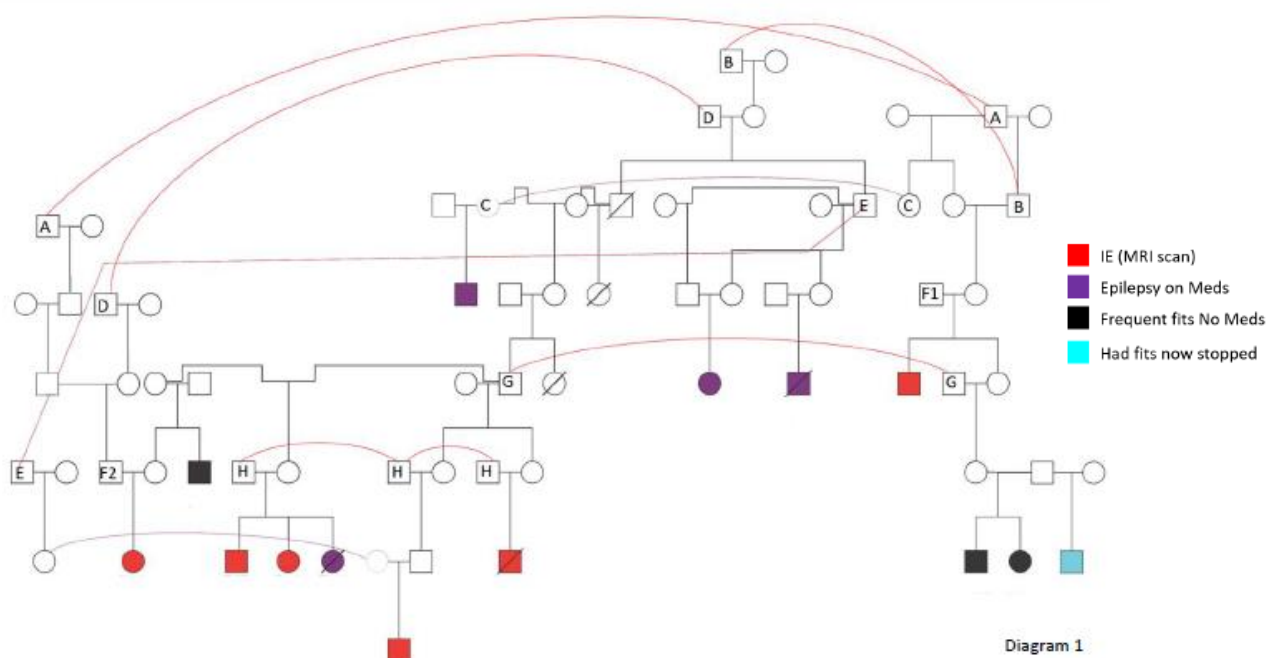 B
D
A
C
E
C
B
A
IE (MRI scan)
Epilepsy on Meds
D
F1
Frequent fits No Meds
Had fits now stopped
G
G
E
F2
H
H
H
Diagram 1